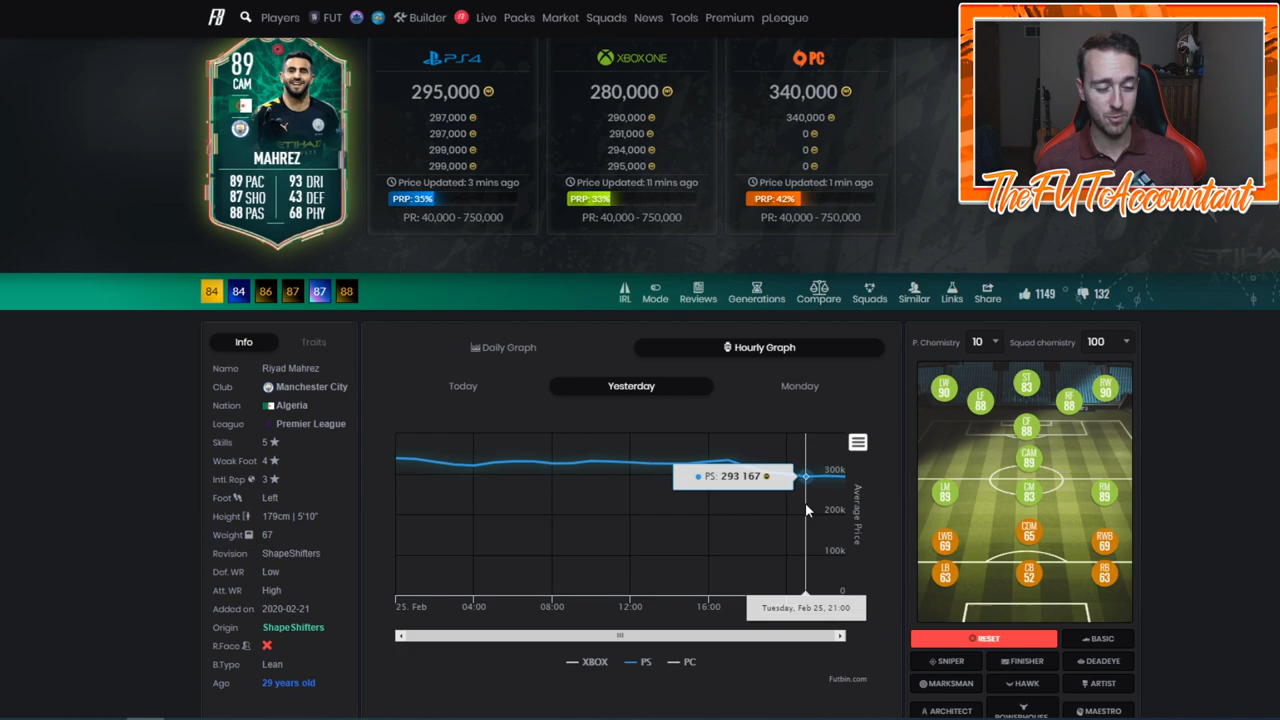 F8 Players FUT Builder Live Packs Market Squads News Tools Premium pLeague
89
CAM
MAHREZ
89 PAC 93 DRI
87 SHO 43 DEF
88 PAS 68 PHY
PS4
295,000
297,000
297,000
299,000
299,000
Price Updated: 3 mins ago
PRP: 35%
PR: 40,000 - 750,000
XBOX ONE
280,000
290,000
291,000
294,000
295,000
Price Updated: 11 mins ago
PRP: 33%
PR: 40,000 - 750,000
PC
340,000
340,000
0
0
0
Price Updated: 1 min ago
PRP: 42%
PR: 40,000 - 750,000
TheFUTAccountant
84 84 86 87 87 88
IRL Mode Reviews Generations Compare Squads Similar Links Share 1149 132
Info Traits
Name Riyad Mahrez
Club Manchester City
Nation Algeria
League Premier League
Skills 5
Weak Foot 4
Intl. Rep 3
Foot Left
Height 179cm | 5'10"
Weight 67
Revision ShapeShifters
Def. WR Low
Att. WR High
Added on 2020-02-21
Origin ShapeShifters
R.Face
B.Type Lean
Age 29 years old
Daily Graph Hourly Graph
Today Yesterday Monday
PS: 293 167
300k
200k
100k
0
Average Price
25. Feb 04:00 08:00 12:00 16:00
Tuesday, Feb 25, 21:00
XBOX PS PC
Futbin.com
P. Chemistry 10 Squad chemistry 100
LW 90
ST 83
RW 90
LF 88
RF 88
CF 88
CAM 89
LM 89
CM 83
RM 89
LWB 69
CDM 65
RWB 69
LB 63
CB 52
RB 63
RESET BASIC
SNIPER FINISHER DEADEYE
MARKSMAN HAWK ARTIST
ARCHITECT POWERHOUSE MAESTRO